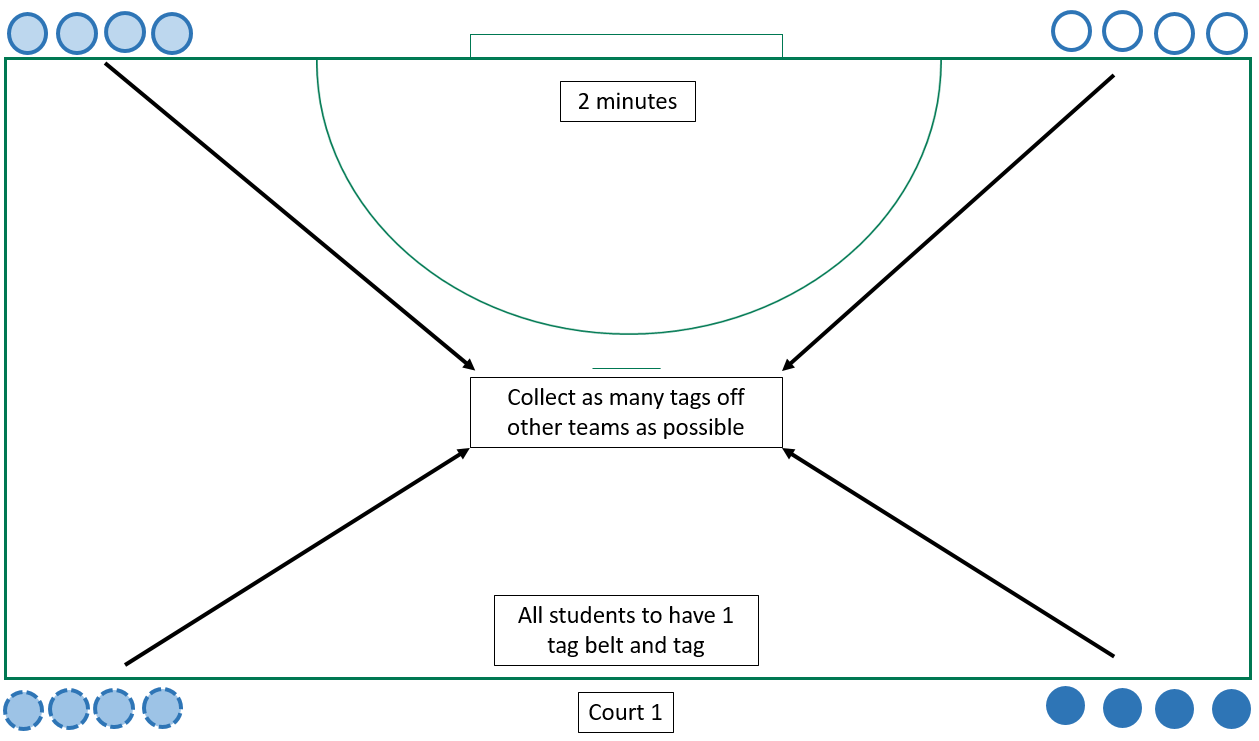 2 minutes
Collect as many tags off
other teams as possible
All students to have 1
tag belt and tag
Court 1